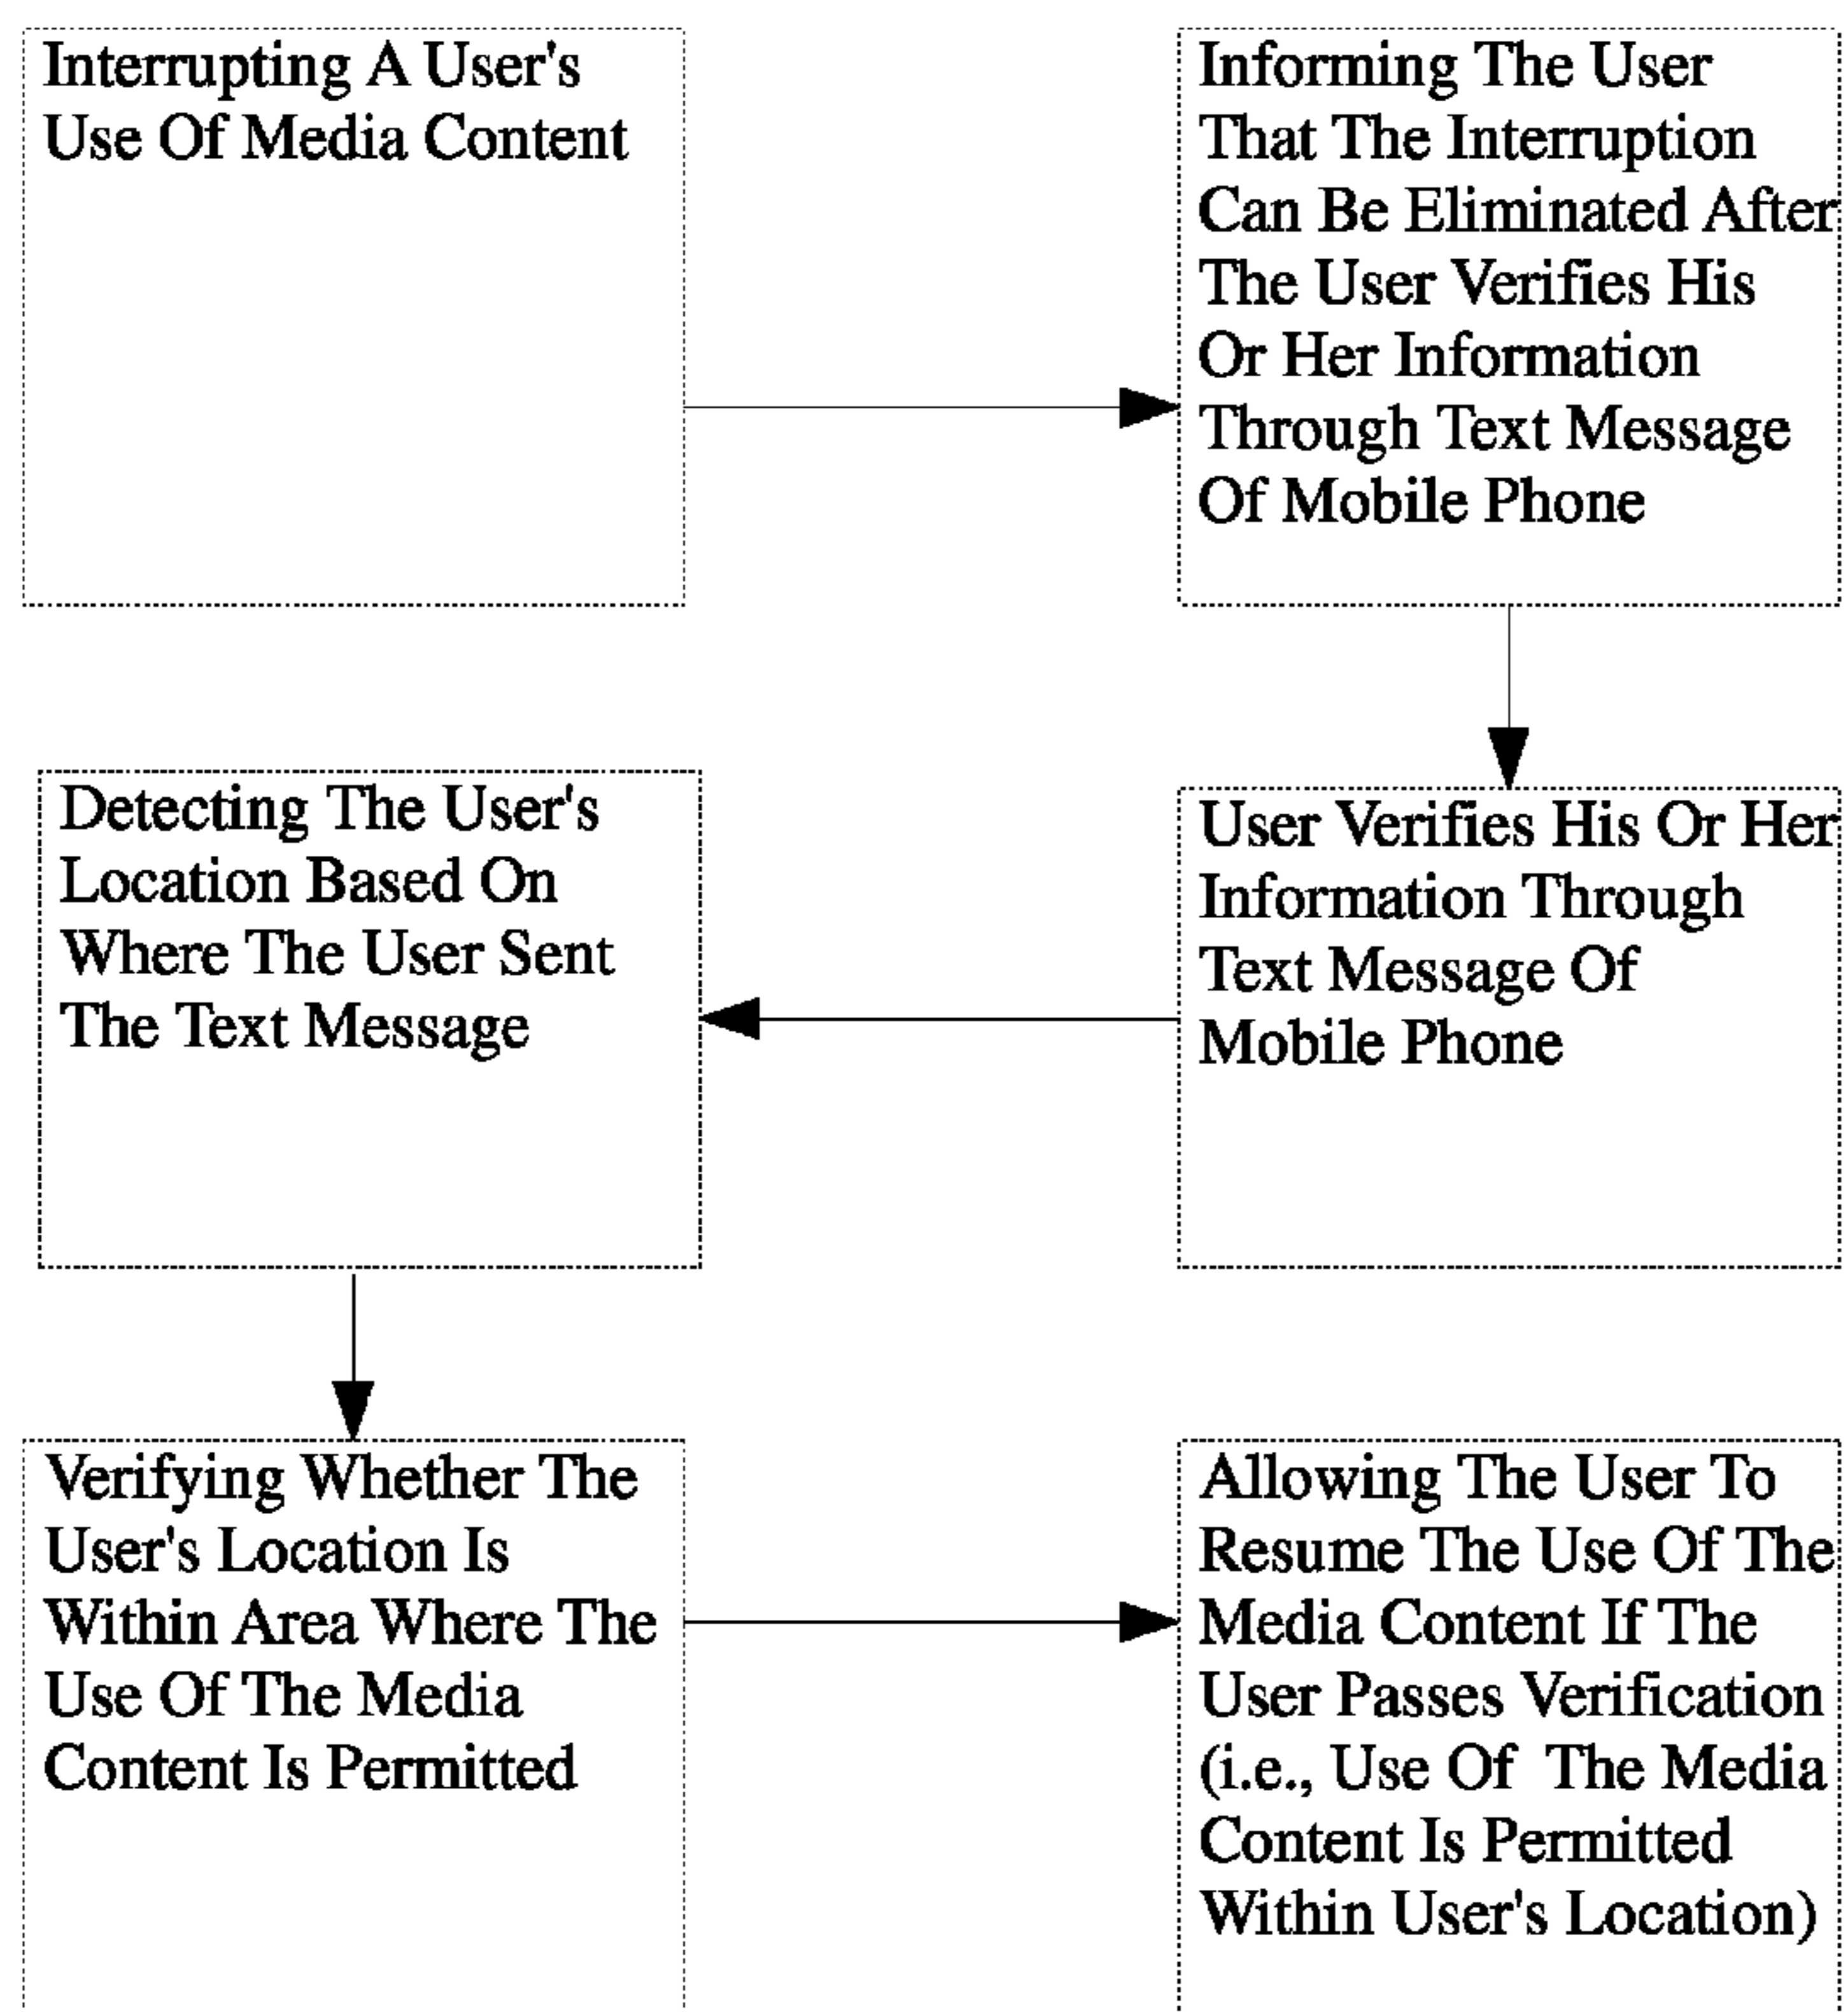 Interrupting A User's
Use Of Media Content
Informing The User
That The Interruption
Can Be Eliminated After
The User Verifies His
Or Her Information
Through Text Message
Of Mobile Phone
User Verifies His Or Her
Information Through
Text Message Of
Mobile Phone
Detecting The User's
Location Based On
Where The User Sent
The Text Message
Verifying Whether The
User's Location Is
Within Area Where The
Use Of The Media
Content Is Permitted
Allowing The User To
Resume The Use Of The
Media Content If The
User Passes Verification
(i.e., Use Of  The Media
Content Is Permitted
Within User's Location)